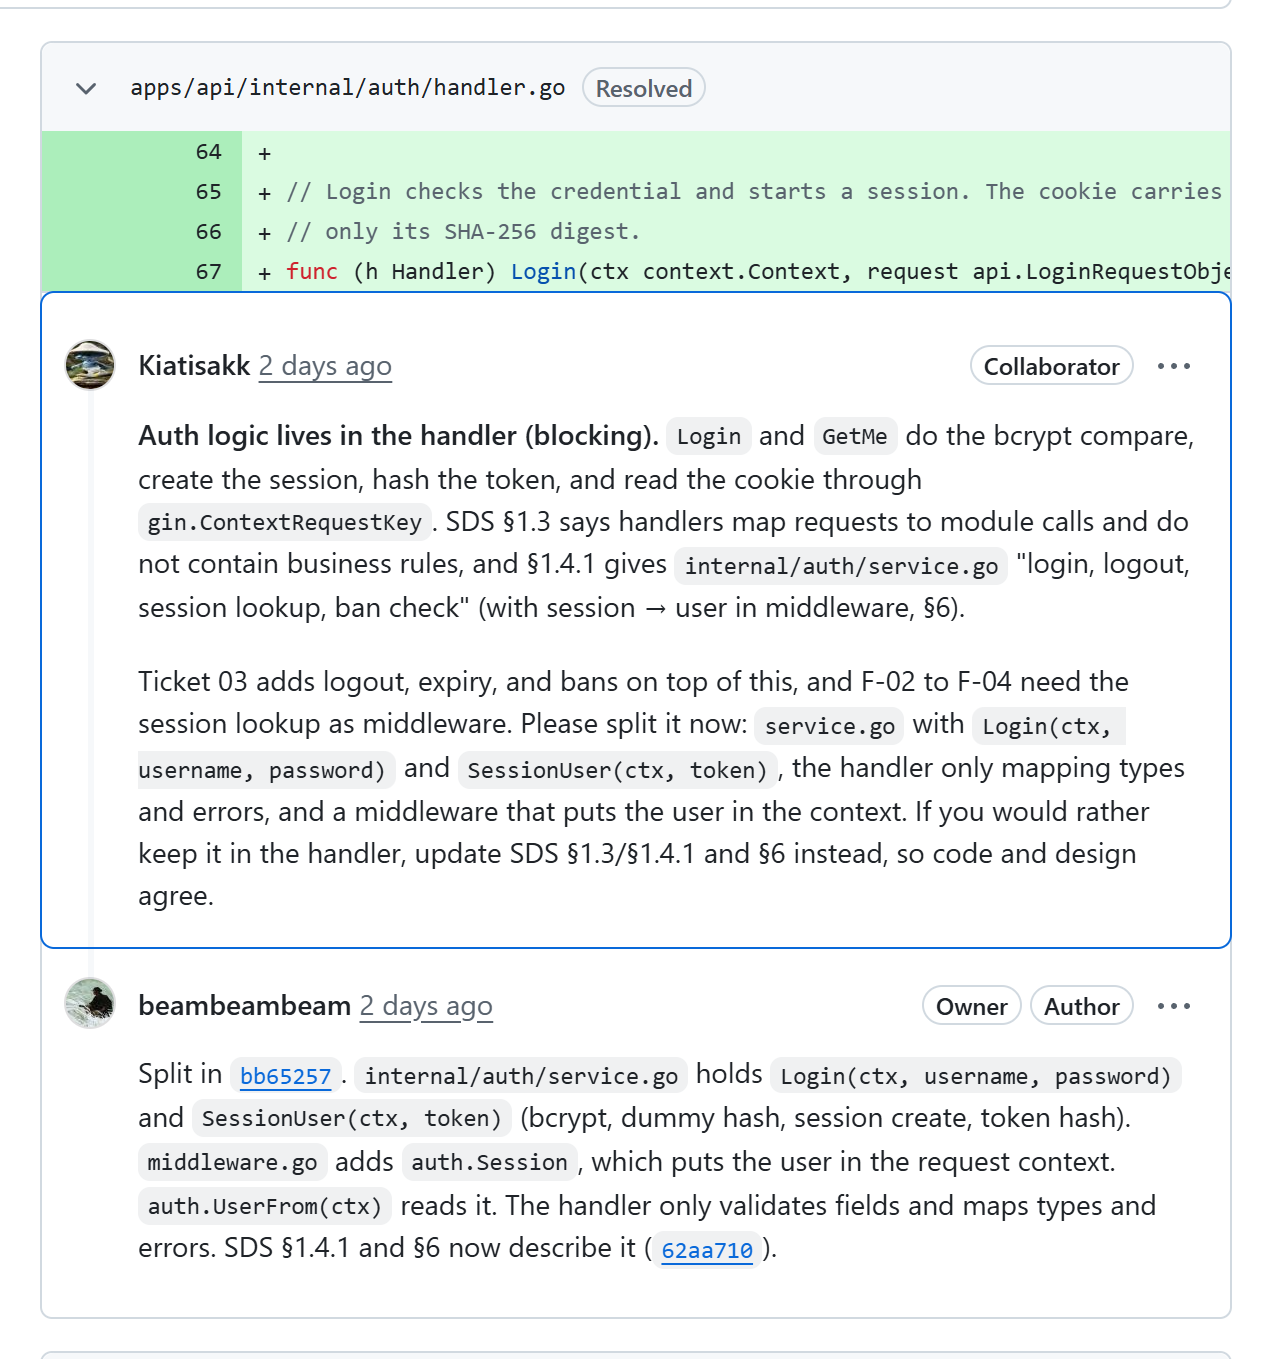 apps/api/internal/auth/handler.go Resolved
64 +
65 + // Login checks the credential and starts a session. The cookie carries
66 + // only its SHA-256 digest.
67 + func (h Handler) Login(ctx context.Context, request api.LoginRequestObje
Kiatisakk 2 days ago Collaborator
Auth logic lives in the handler (blocking). Login and GetMe do the bcrypt compare,
create the session, hash the token, and read the cookie through
gin.ContextRequestKey. SDS §1.3 says handlers map requests to module calls and do
not contain business rules, and §1.4.1 gives internal/auth/service.go "login, logout,
session lookup, ban check" (with session → user in middleware, §6).
Ticket 03 adds logout, expiry, and bans on top of this, and F-02 to F-04 need the
session lookup as middleware. Please split it now: service.go with Login(ctx,
username, password) and SessionUser(ctx, token), the handler only mapping types
and errors, and a middleware that puts the user in the context. If you would rather
keep it in the handler, update SDS §1.3/§1.4.1 and §6 instead, so code and design
agree.
beambeambeam 2 days ago Owner Author
Split in bb65257. internal/auth/service.go holds Login(ctx, username, password)
and SessionUser(ctx, token) (bcrypt, dummy hash, session create, token hash).
middleware.go adds auth.Session, which puts the user in the request context.
auth.UserFrom(ctx) reads it. The handler only validates fields and maps types and
errors. SDS §1.4.1 and §6 now describe it (62aa710).